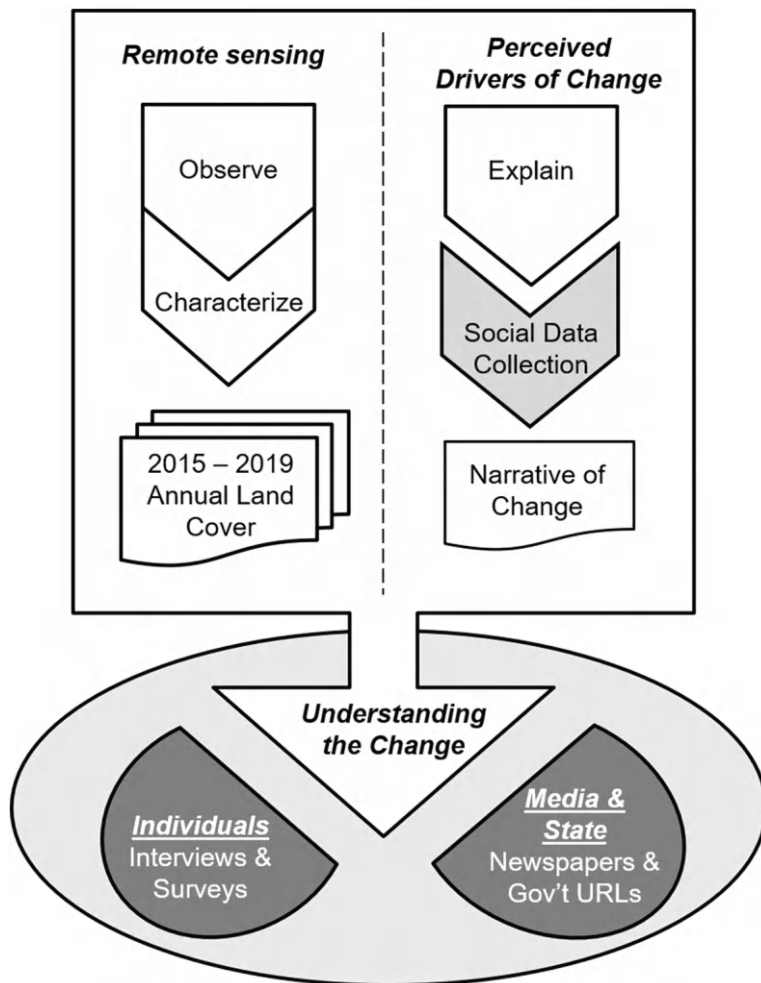 Remote sensing
Observe
Characterize
2015 – 2019
Annual Land
Cover
Perceived
Drivers of Change
Explain
Social Data
Collection
Narrative of
Change
Understanding
the Change
Individuals
Interviews &
Surveys
Media &
State
Newspapers &
Gov't URLs